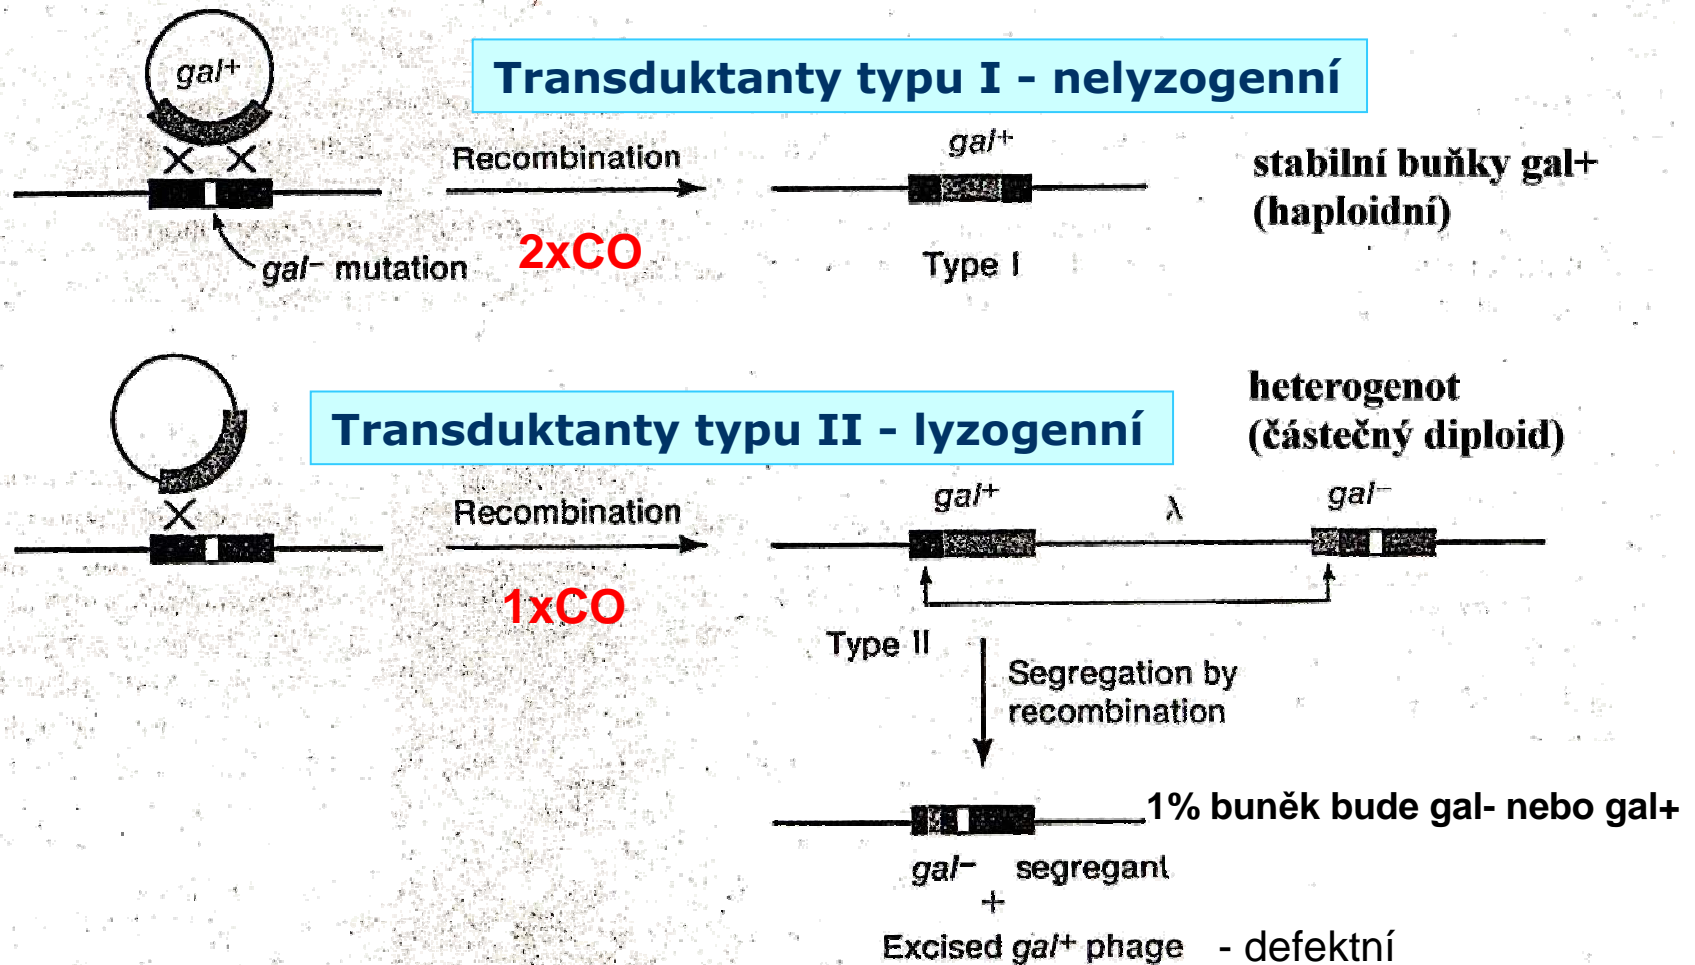 gal+
Transduktanty typu I - nelyzogenní
Recombination
2xCO
gal– mutation
gal+
Type I
stabilní buňky gal+
(haploidní)
Transduktanty typu II - lyzogenní
heterogenot
(částečný diploid)
Recombination
1xCO
gal+
λ
gal–
Type II
Segregation by
recombination
1% buněk bude gal- nebo gal+
gal– segregant
+
Excised gal+ phage - defektní